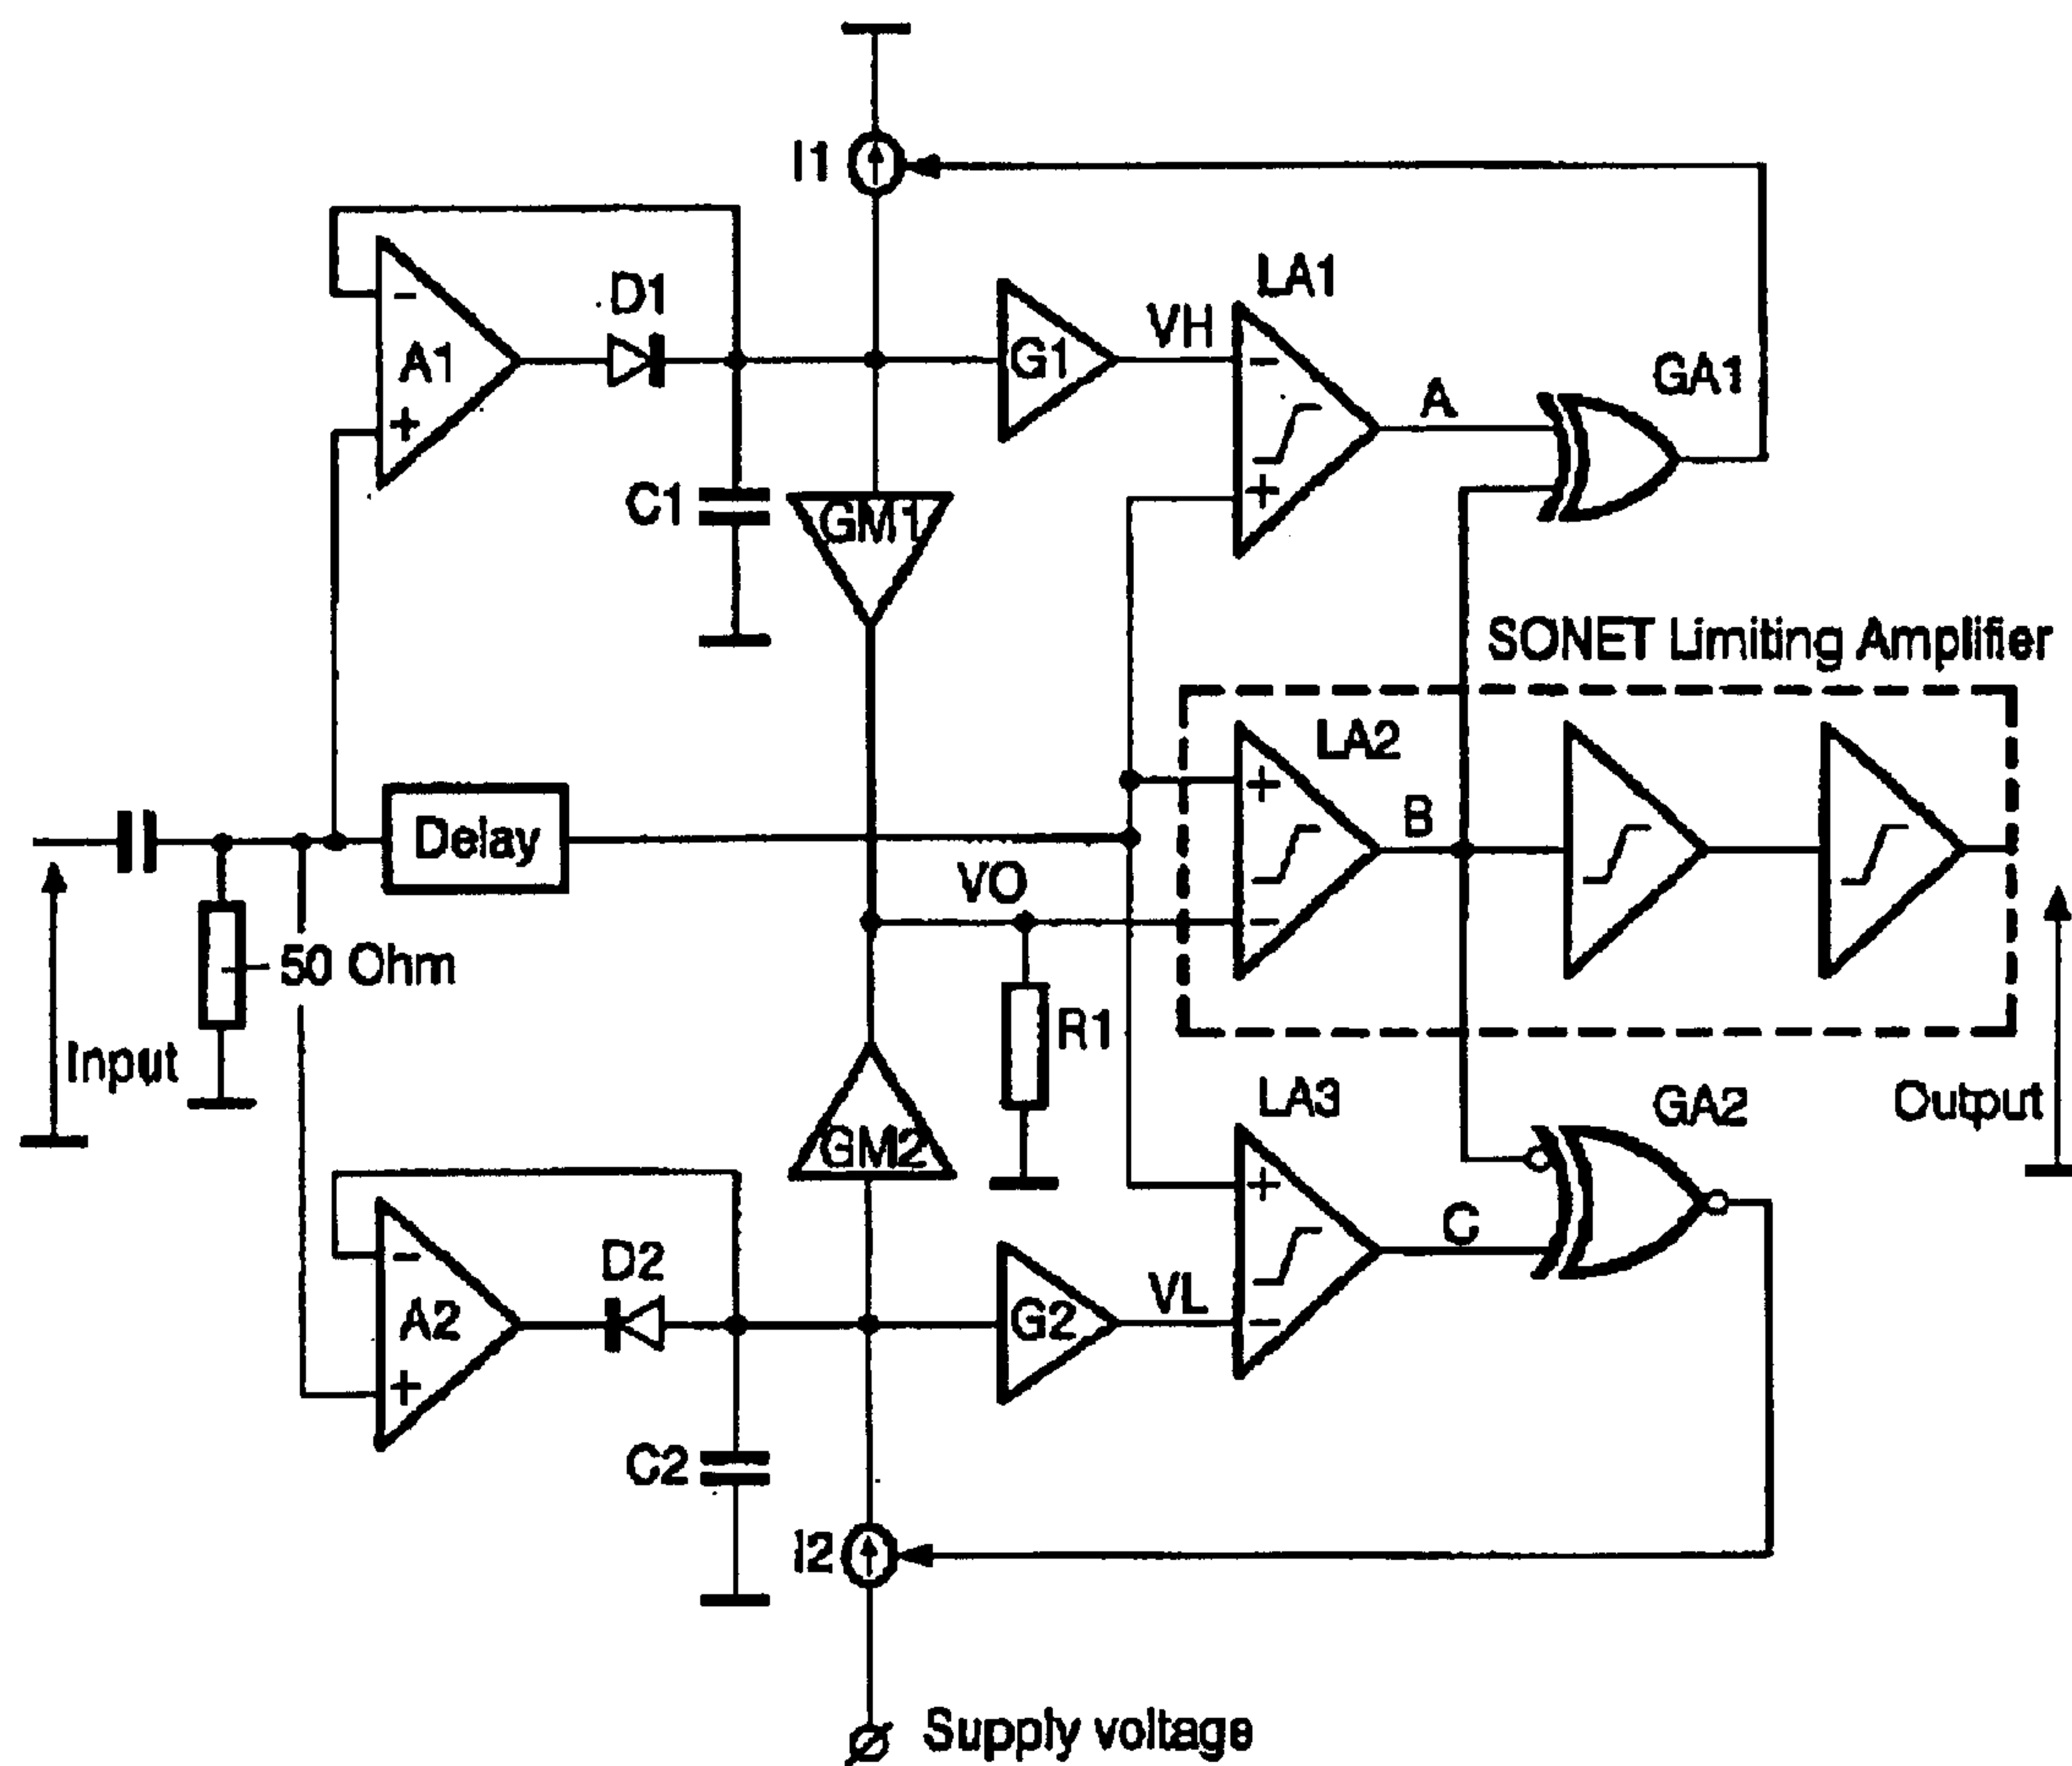 I1
LA1
D1
VH
-
A1
+
G1
-
A
GA1
+
C1
GM1
SONET Limiting Amplifier
LA2
+
B
Delay
VO
-
50 Ohm
R1
Input
LA3
GA2
Output
GM2
+
C
D2
-
A2
+
G2
VL
-
C2
I2
Supply voltage